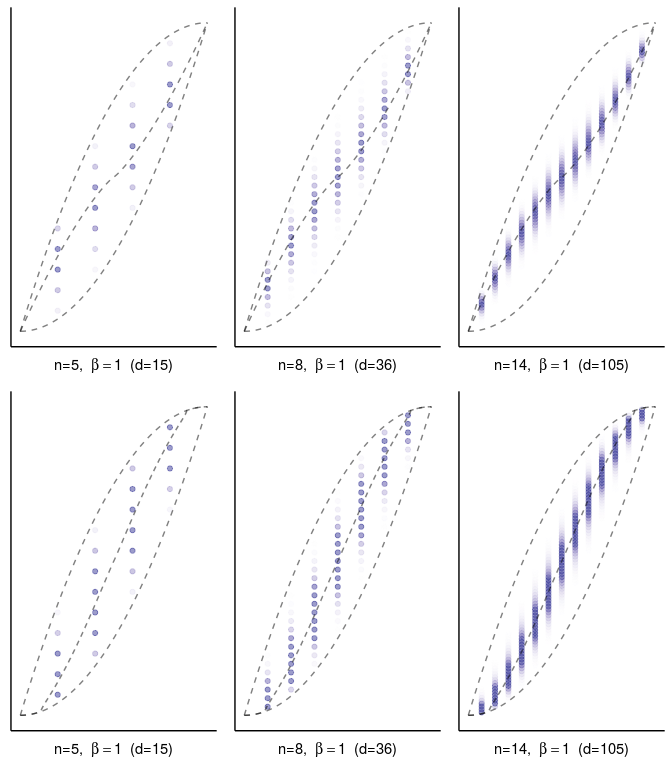 n=5, β = 1 (d=15)
n=8, β = 1 (d=36)
n=14, β = 1 (d=105)
n=5, β = 1 (d=15)
n=8, β = 1 (d=36)
n=14, β = 1 (d=105)